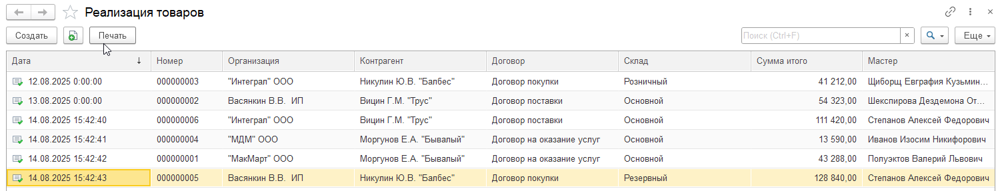 Реализация товаров
Создать Печать Поиск (Ctrl+F) Еще
Дата Номер Организация Контрагент Договор Склад Сумма итого Мастер
12.08.2025 0:00:00 000000003 "Интеграл" ООО Никулин Ю.В. "Балбес" Договор покупки Розничный 41 212,00 Щиборщ Евграфия Кузьмин...
13.08.2025 0:00:00 000000002 Васянкин В.В. ИП Вицин Г.М. "Трус" Договор поставки Основной 54 323,00 Шекспирова Дездемона От...
14.08.2025 15:42:40 000000006 "Интеграл" ООО Вицин Г.М. "Трус" Договор поставки Основной 111 420,00 Степанов Алексей Федорович
14.08.2025 15:42:41 000000004 "МДМ" ООО Моргунов Е.А. "Бывалый" Договор на оказание услуг Основной 13 590,00 Иванов Изосим Никифорович
14.08.2025 15:42:42 000000001 "МакМарт" ООО Моргунов Е.А. "Бывалый" Договор на оказание услуг Основной 43 288,00 Полуэктов Валерий Львович
14.08.2025 15:42:43 000000005 Васянкин В.В. ИП Никулин Ю.В. "Балбес" Договор покупки Резервный 128 840,00 Степанов Алексей Федорович